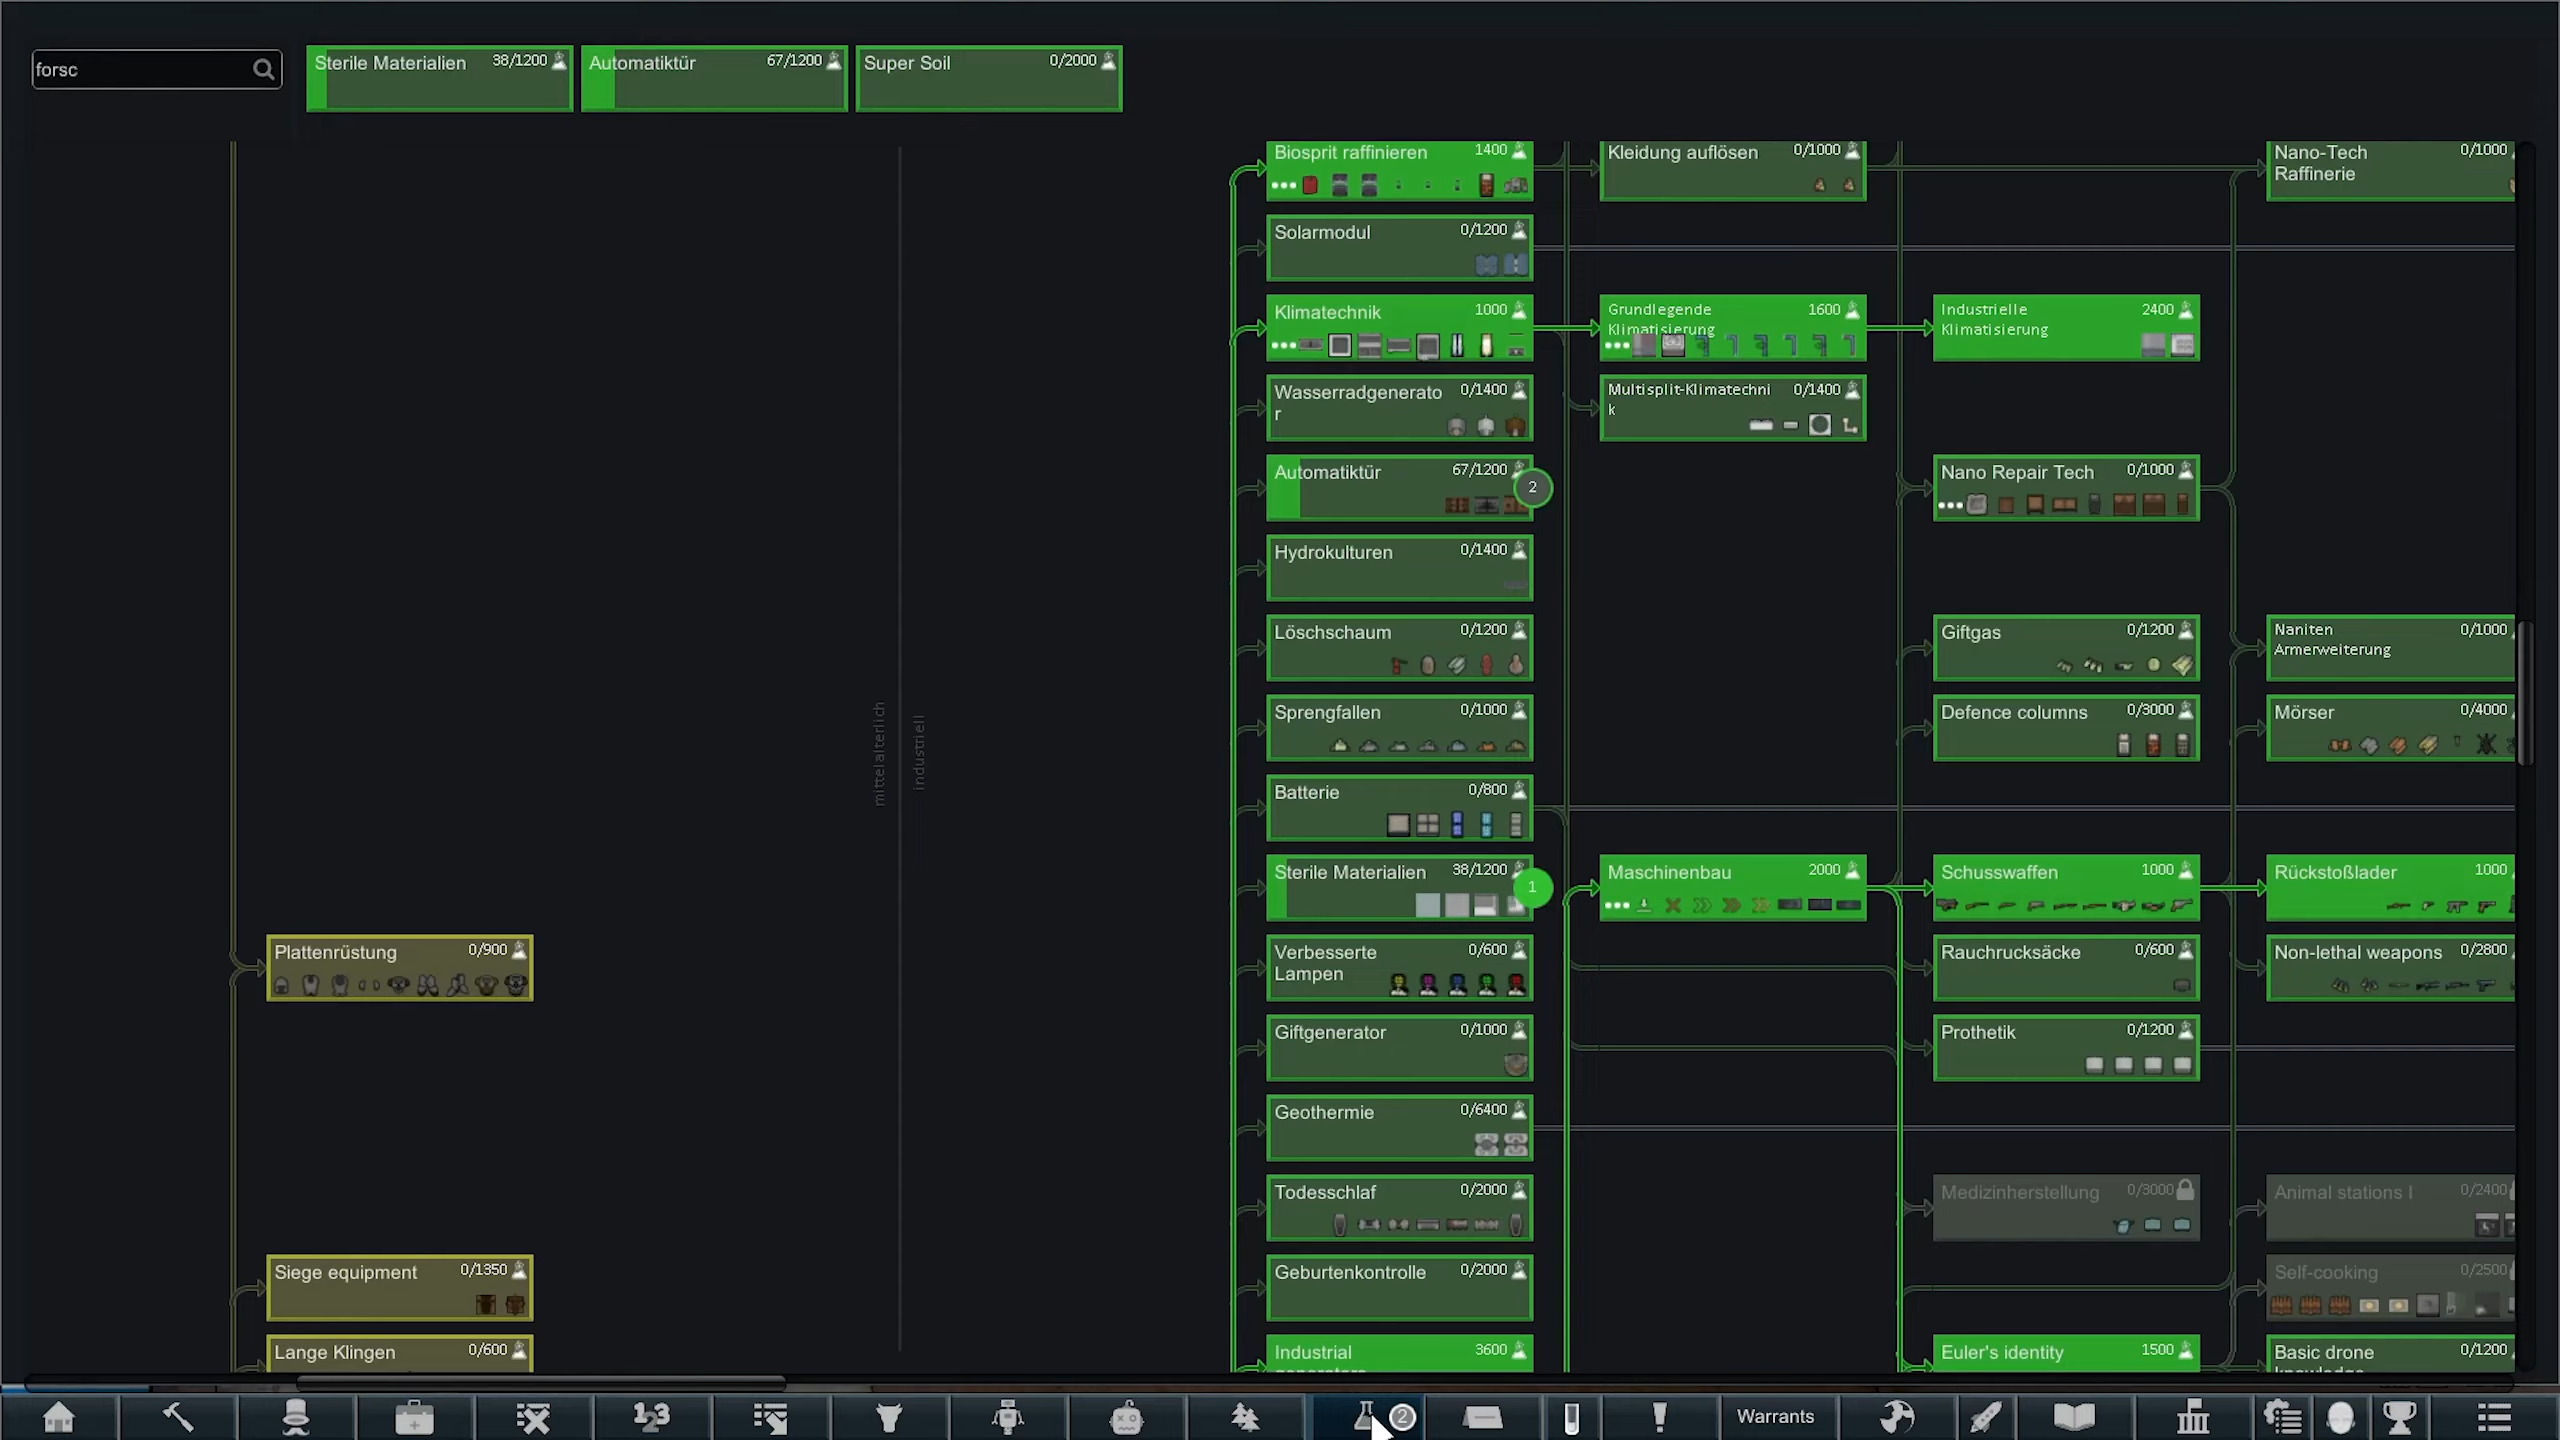 forsc
Sterile Materialien 38/1200
Automatiktür 67/1200
Super Soil 0/2000
Biosprit raffinieren 1400
Kleidung auflösen 0/1000
Nano-Tech 0/1000
Raffinerie
Solarmodul 0/1200
Klimatechnik 1000
Grundlegende 1600
Klimatisierung
Industrielle 2400
Klimatisierung
Wasserradgenerato 0/1400
r
Multisplit-Klimatechni 0/1400
k
Automatiktür 67/1200
2
Nano Repair Tech 0/1000
Hydrokulturen 0/1400
Löschschaum 0/1200
Giftgas 0/1200
Naniten 0/1000
Armerweiterung
Sprengfallen 0/1000
Defence columns 0/3000
Mörser 0/4000
mittelalterlich
industriell
Batterie 0/800
Sterile Materialien 38/1200
1
Maschinenbau 2000
Schusswaffen 1000
Rückstoßlader 1000
Plattenrüstung 0/900
Verbesserte 0/600
Lampen
Rauchrucksäcke 0/600
Non-lethal weapons 0/2800
Giftgenerator 0/1000
Prothetik 0/1200
Geothermie 0/6400
Todesschlaf 0/2000
Medizinherstellung 0/3000
Animal stations I 0/2400
Siege equipment 0/1350
Geburtenkontrolle 0/2000
Self-cooking 0/2500
Lange Klingen 0/600
Industrial 3600
Euler's identity 1500
Basic drone 0/1200
123
2
Warrants